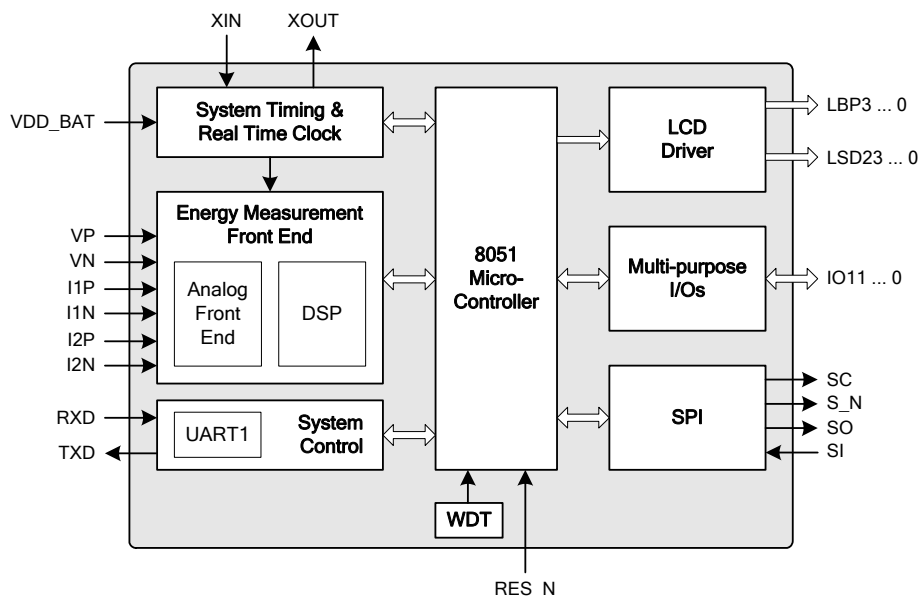 XIN
XOUT
VDD_BAT
System Timing &
Real Time Clock
Energy Measurement
Front End
VP
VN
I1P
I1N
I2P
I2N
Analog
Front
End
DSP
RXD
TXD
UART1
System
Control
8051
Micro-
Controller
WDT
RES_N
LCD
Driver
LBP3 ... 0
LSD23 ... 0
Multi-purpose
I/Os
IO11 ... 0
SPI
SC
S_N
SO
SI